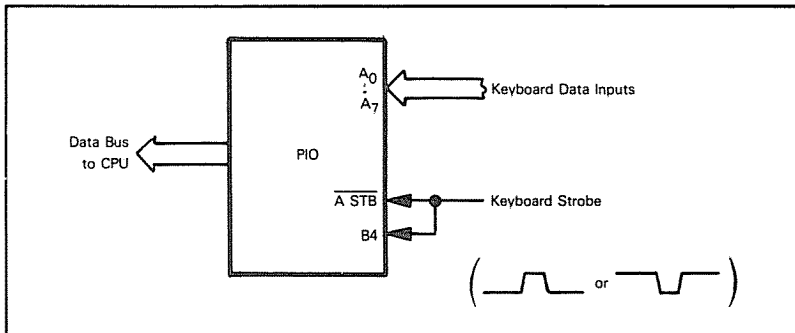 A0
:
A7
Keyboard Data Inputs
Data Bus
to CPU
PIO
A STB
Keyboard Strobe
B4
( or )